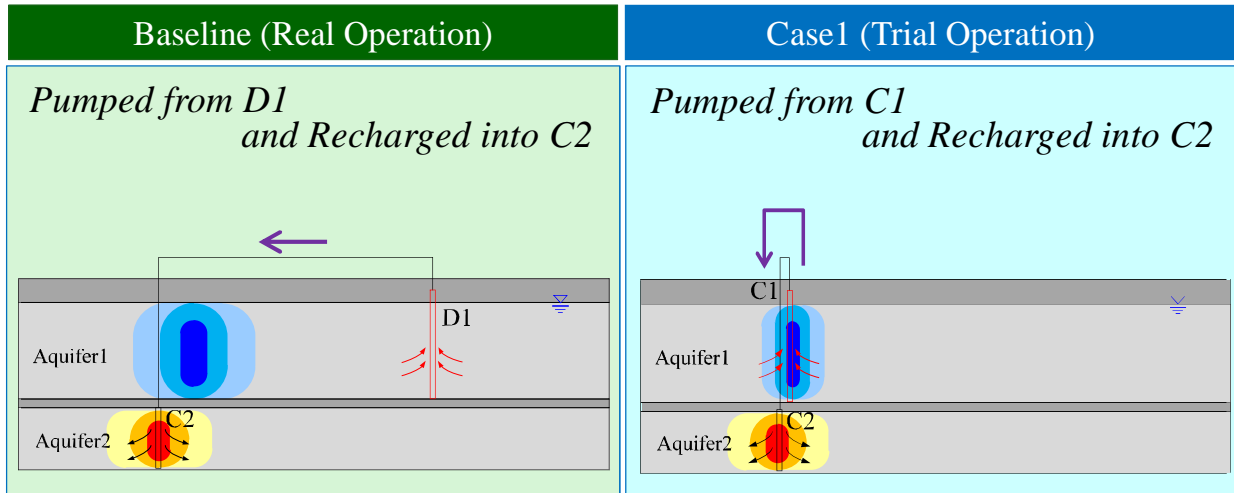 Baseline (Real Operation)
Pumped from D1
and Recharged into C2
D1
Aquifer1
C2
Aquifer2
Case1 (Trial Operation)
Pumped from C1
and Recharged into C2
C1
Aquifer1
C2
Aquifer2